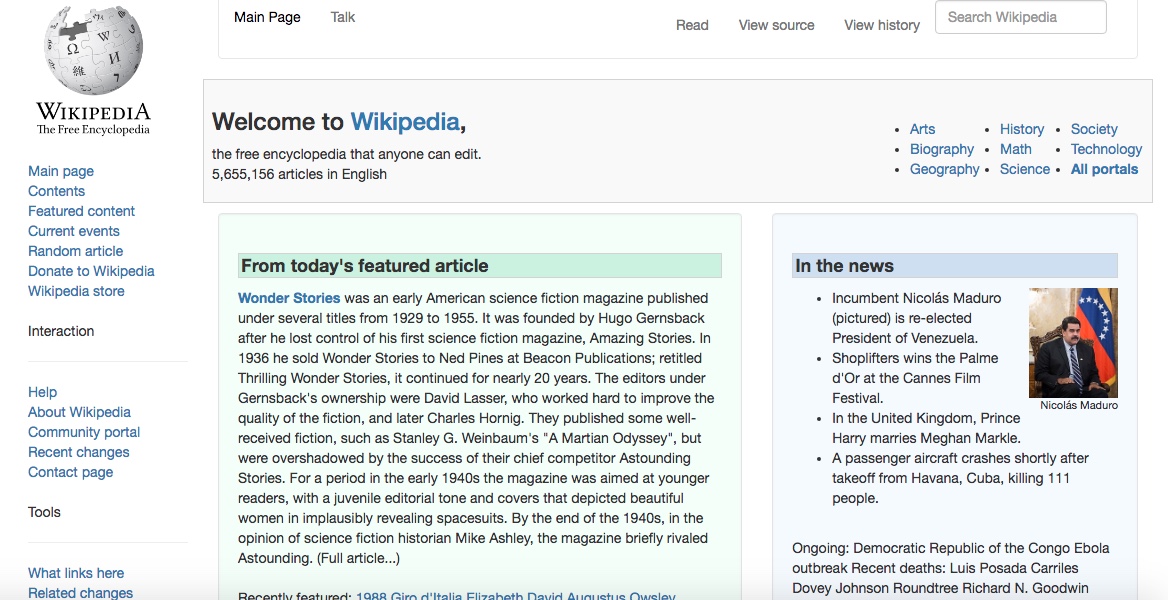 Main Page Talk
Read View source View history Search Wikipedia
WIKIPEDIA
The Free Encyclopedia
Main page
Contents
Featured content
Current events
Random article
Donate to Wikipedia
Wikipedia store
Interaction
Help
About Wikipedia
Community portal
Recent changes
Contact page
Tools
What links here
Related changes
Welcome to Wikipedia,
the free encyclopedia that anyone can edit.
5,655,156 articles in English
• Arts • History • Society
• Biography • Math • Technology
• Geography • Science • All portals
From today's featured article
Wonder Stories was an early American science fiction magazine published
under several titles from 1929 to 1955. It was founded by Hugo Gernsback
after he lost control of his first science fiction magazine, Amazing Stories. In
1936 he sold Wonder Stories to Ned Pines at Beacon Publications; retitled
Thrilling Wonder Stories, it continued for nearly 20 years. The editors under
Gernsback's ownership were David Lasser, who worked hard to improve the
quality of the fiction, and later Charles Hornig. They published some well-
received fiction, such as Stanley G. Weinbaum's "A Martian Odyssey", but
were overshadowed by the success of their chief competitor Astounding
Stories. For a period in the early 1940s the magazine was aimed at younger
readers, with a juvenile editorial tone and covers that depicted beautiful
women in implausibly revealing spacesuits. By the end of the 1940s, in the
opinion of science fiction historian Mike Ashley, the magazine briefly rivaled
Astounding. (Full article...)
Recently featured: 1988 Giro d'Italia Elizabeth David Augustus Owsley
In the news
• Incumbent Nicolás Maduro
(pictured) is re-elected
President of Venezuela.
• Shoplifters wins the Palme
d'Or at the Cannes Film
Festival.
• In the United Kingdom, Prince
Harry marries Meghan Markle.
• A passenger aircraft crashes shortly after
takeoff from Havana, Cuba, killing 111
people.
Nicolás Maduro
Ongoing: Democratic Republic of the Congo Ebola
outbreak Recent deaths: Luis Posada Carriles
Dovey Johnson Roundtree Richard N. Goodwin